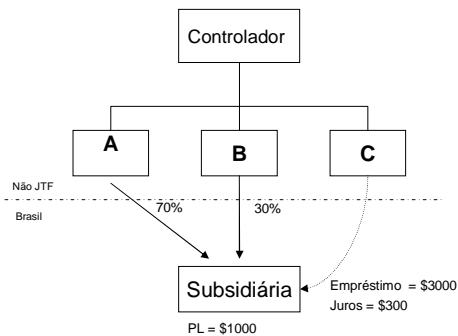 Controlador
A
B
C
Não JTF
Brasil
70%
30%
Subsidiária
Empréstimo = $3000
Juros = $300
PL = $1000